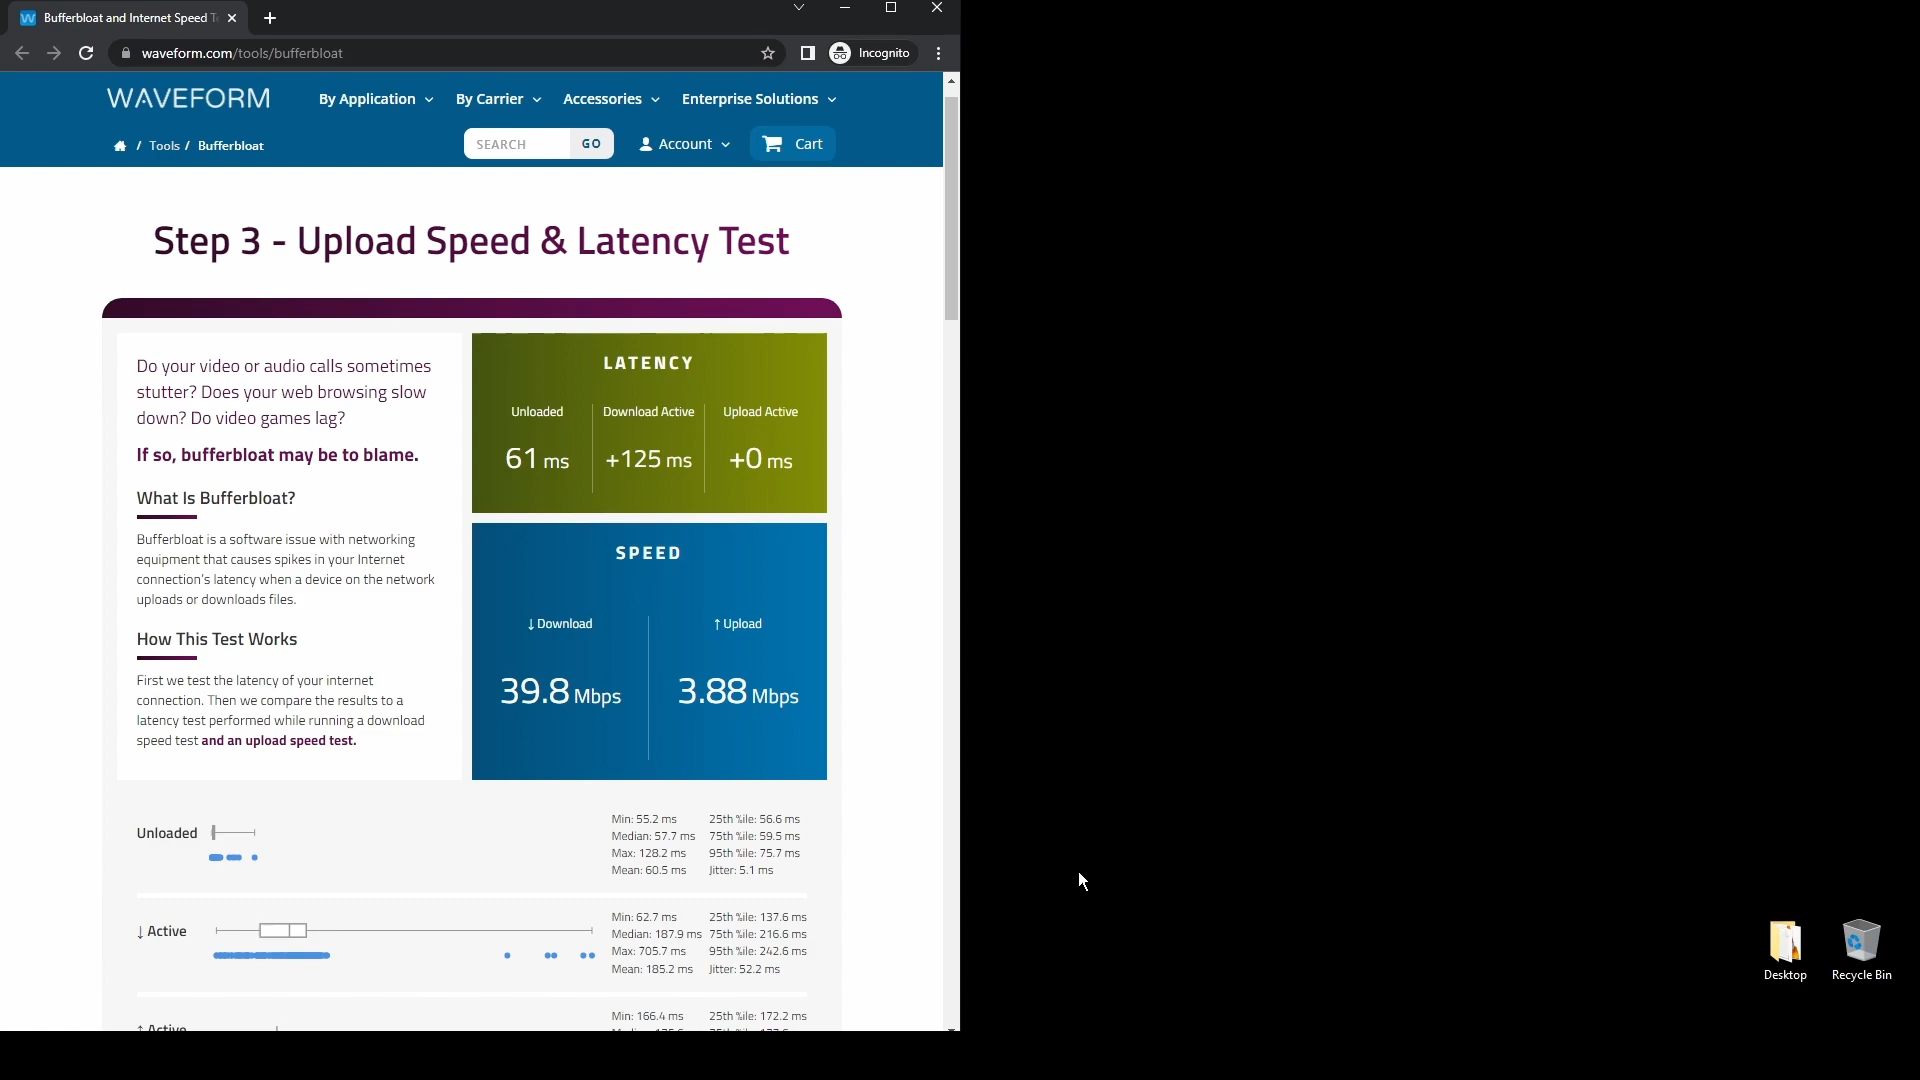 Bufferbloat and Internet Speed T
waveform.com/tools/bufferbloat
Incognito
WAVEFORM
By Application
By Carrier
Accessories
Enterprise Solutions
/ Tools / Bufferbloat
SEARCH
GO
Account
Cart
Step 3 - Upload Speed & Latency Test
Do your video or audio calls sometimes
stutter? Does your web browsing slow
down? Do video games lag?
If so, bufferbloat may be to blame.
What Is Bufferbloat?
Bufferbloat is a software issue with networking
equipment that causes spikes in your Internet
connection's latency when a device on the network
uploads or downloads files.
How This Test Works
First we test the latency of your internet
connection. Then we compare the results to a
latency test performed while running a download
speed test and an upload speed test.
LATENCY
Unloaded
Download Active
Upload Active
61 ms
+125 ms
+0 ms
SPEED
↓ Download
↑ Upload
39.8 Mbps
3.88 Mbps
Unloaded
Min: 55.2 ms 25th %ile: 56.6 ms
Median: 57.7 ms 75th %ile: 59.5 ms
Max: 128.2 ms 95th %ile: 75.7 ms
Mean: 60.5 ms Jitter: 5.1 ms
↓ Active
Min: 62.7 ms 25th %ile: 137.6 ms
Median: 187.9 ms 75th %ile: 216.6 ms
Max: 705.7 ms 95th %ile: 242.6 ms
Mean: 185.2 ms Jitter: 52.2 ms
↑ Active
Min: 166.4 ms 25th %ile: 172.2 ms
Desktop
Recycle Bin